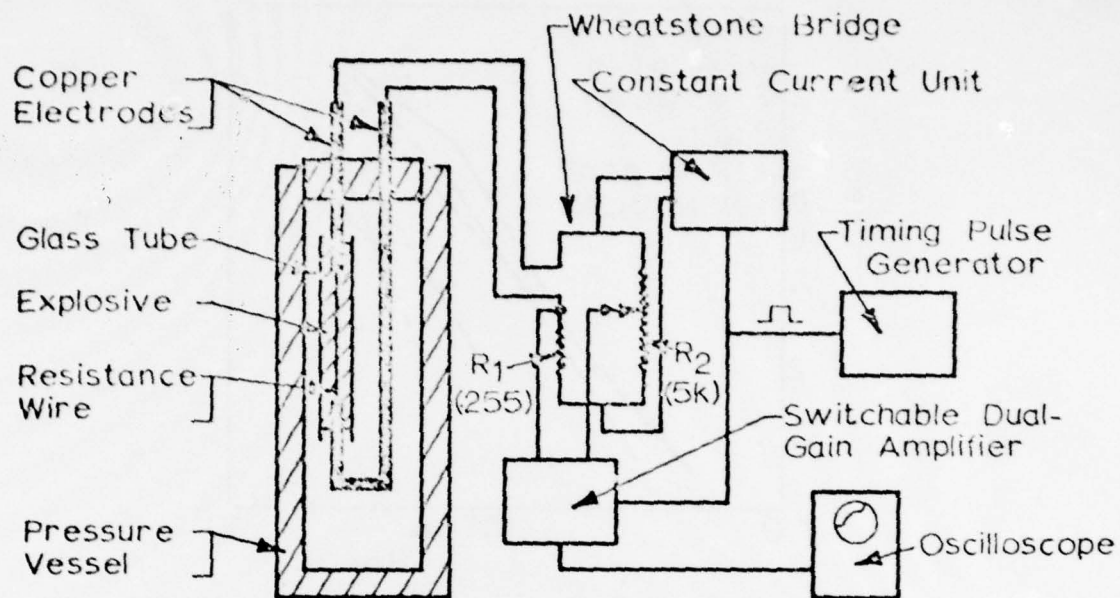 Copper
Electrodes
Glass Tube
Explosive
Resistance
Wire
Pressure
Vessel
Wheatstone Bridge
Constant Current Unit
Timing Pulse
Generator
R1
(255)
R2
(5k)
Switchable Dual-
Gain Amplifier
Oscilloscope